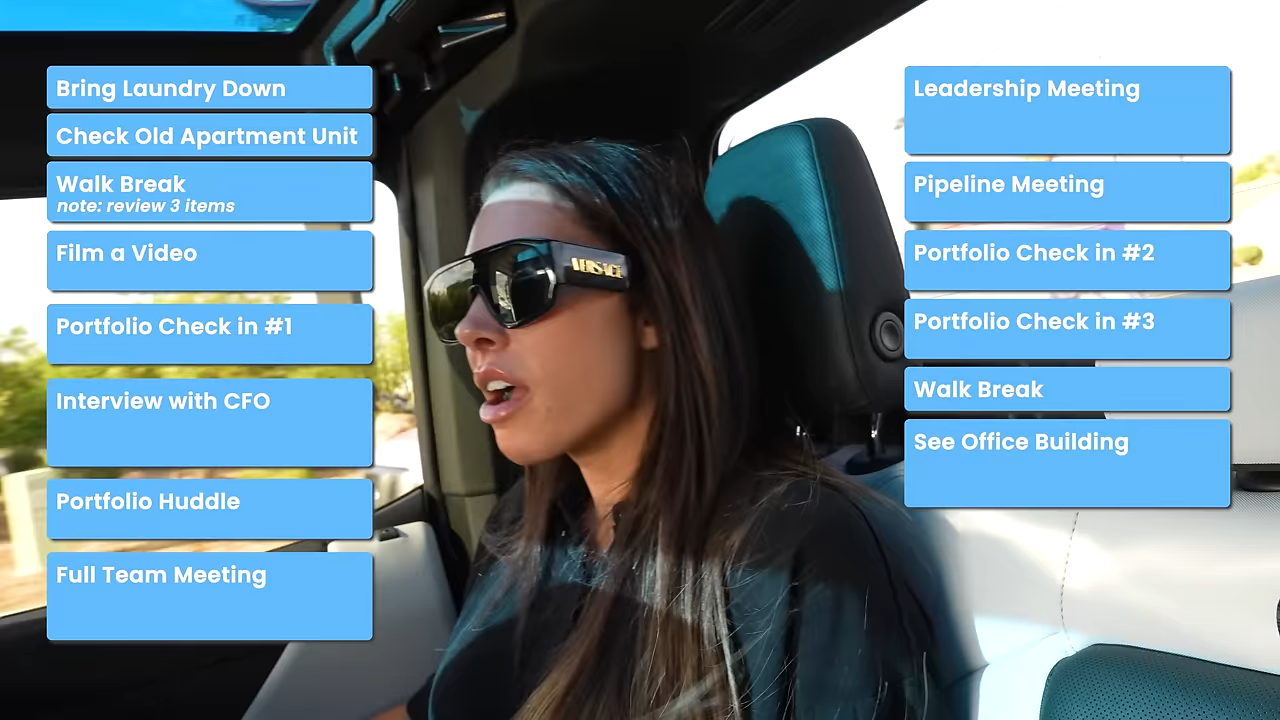 Bring Laundry Down
Check Old Apartment Unit
Walk Break
note: review 3 items
Film a Video
Portfolio Check in #1
Interview with CFO
Portfolio Huddle
Full Team Meeting
Leadership Meeting
Pipeline Meeting
Portfolio Check in #2
Portfolio Check in #3
Walk Break
See Office Building
VERSACE